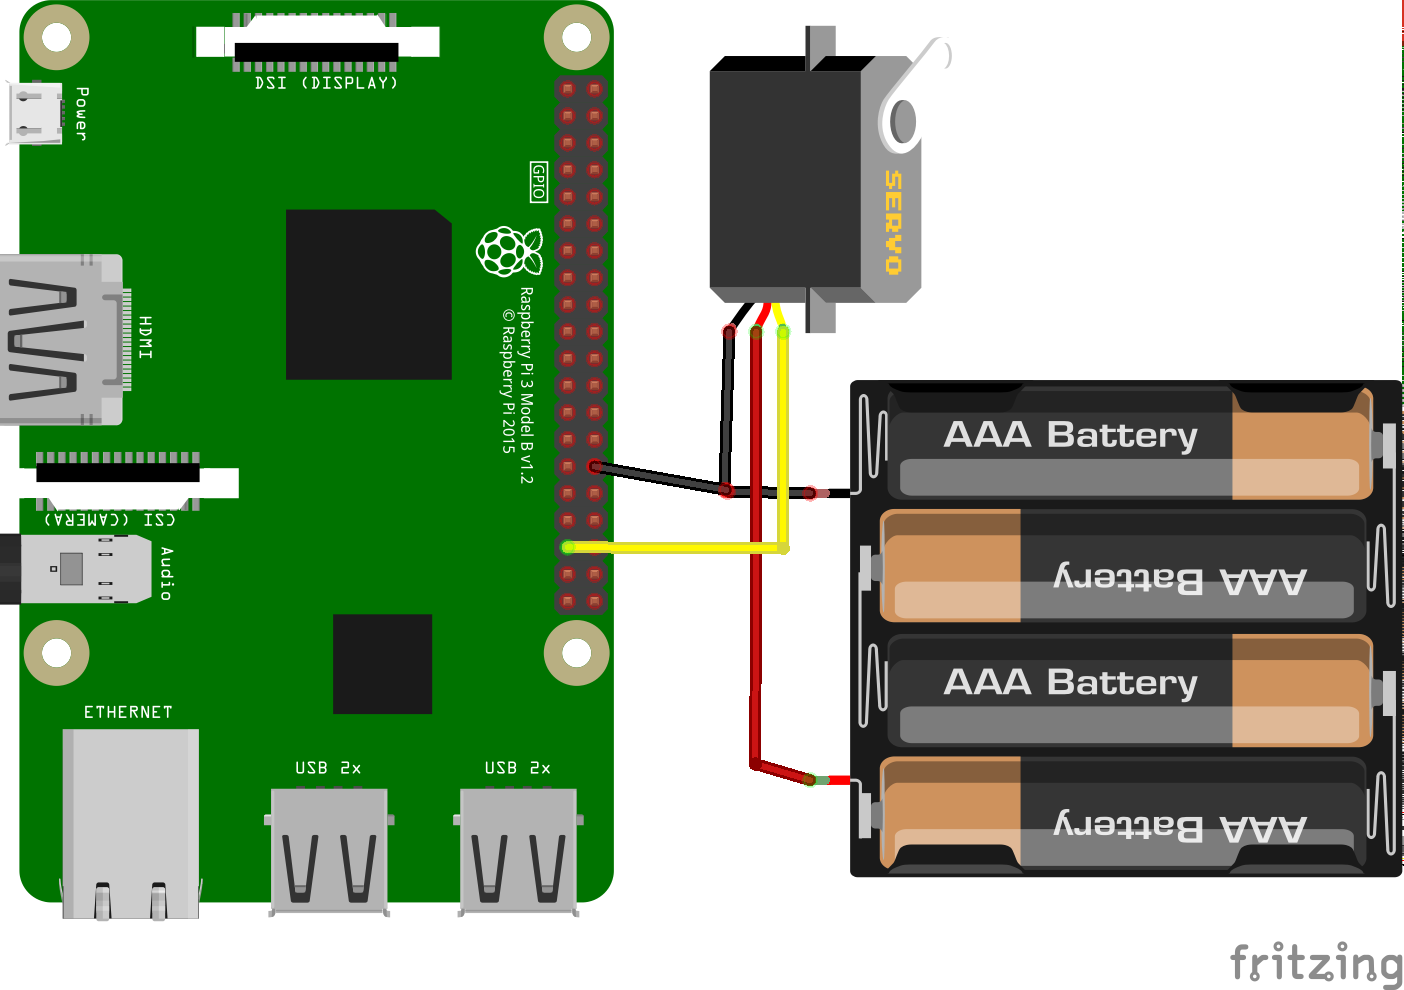 DSI (DISPLAY)
Power
GPIO
SERVO
HDMI
Raspberry Pi 3 Model B v1.2
© Raspberry Pi 2015
CSI (CAMERA)
Audio
ETHERNET
USB 2x
USB 2x
AAA Battery
AAA Battery
AAA Battery
AAA Battery
fritzing